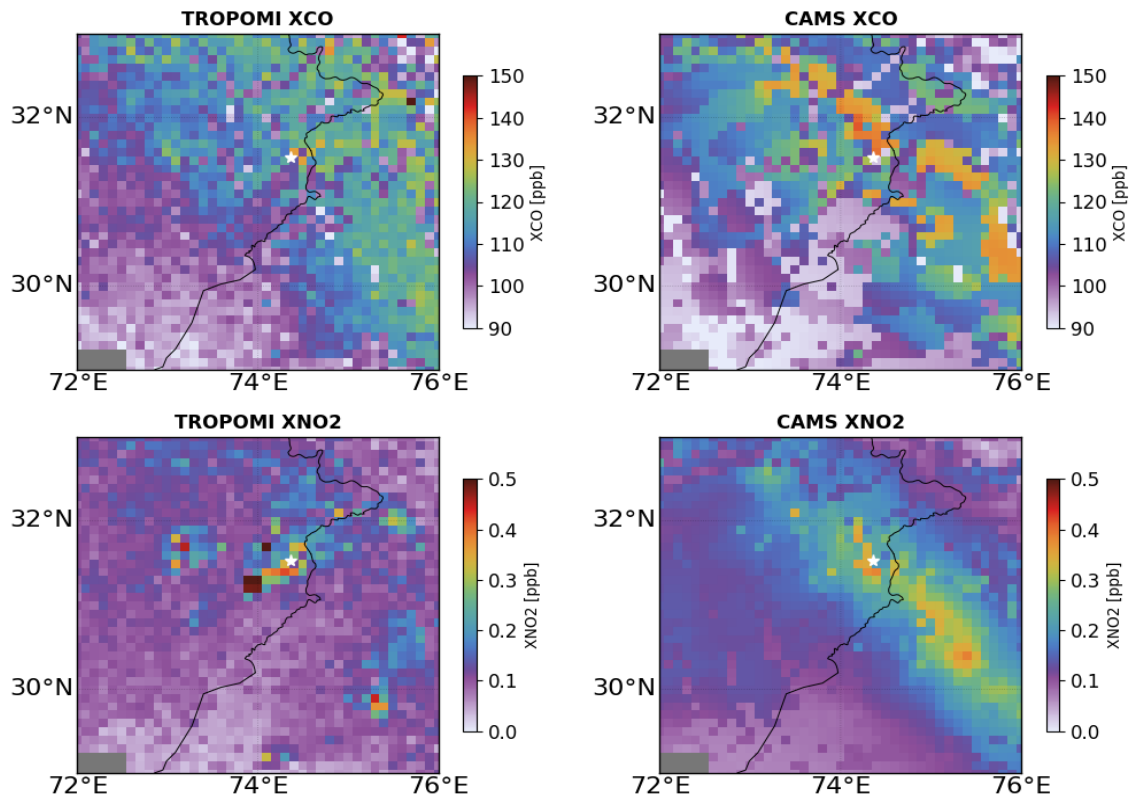 TROPOMI XCO
CAMS XCO
32°N
30°N
72°E 74°E 76°E
150
140
130
120
110
100
90
XCO [ppb]
32°N
30°N
72°E 74°E 76°E
150
140
130
120
110
100
90
XCO [ppb]
TROPOMI XNO2
CAMS XNO2
32°N
30°N
72°E 74°E 76°E
0.5
0.4
0.3
0.2
0.1
0.0
XNO2 [ppb]
32°N
30°N
72°E 74°E 76°E
0.5
0.4
0.3
0.2
0.1
0.0
XNO2 [ppb]